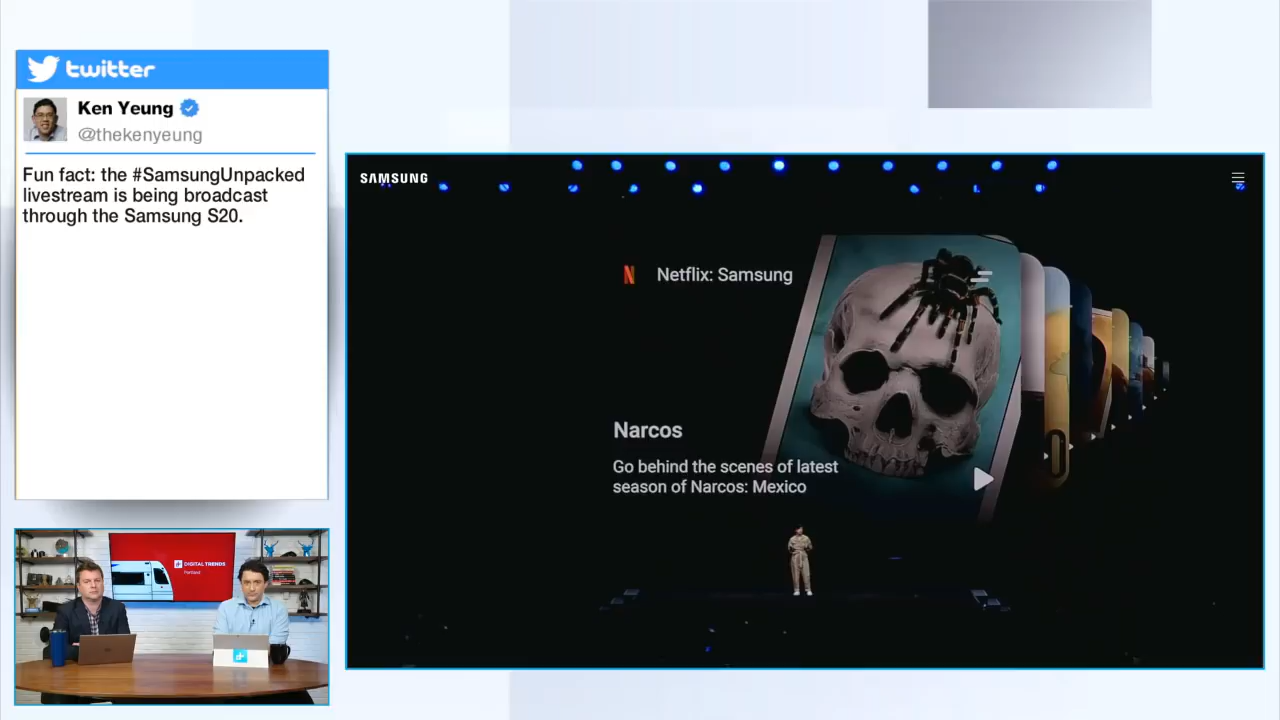 twitter
Ken Yeung
@thekenyeung
Fun fact: the #SamsungUnpacked
livestream is being broadcast
through the Samsung S20.
SAMSUNG
N Netflix: Samsung
Narcos
Go behind the scenes of latest
season of Narcos: Mexico
DIGITAL TRENDS
Portland